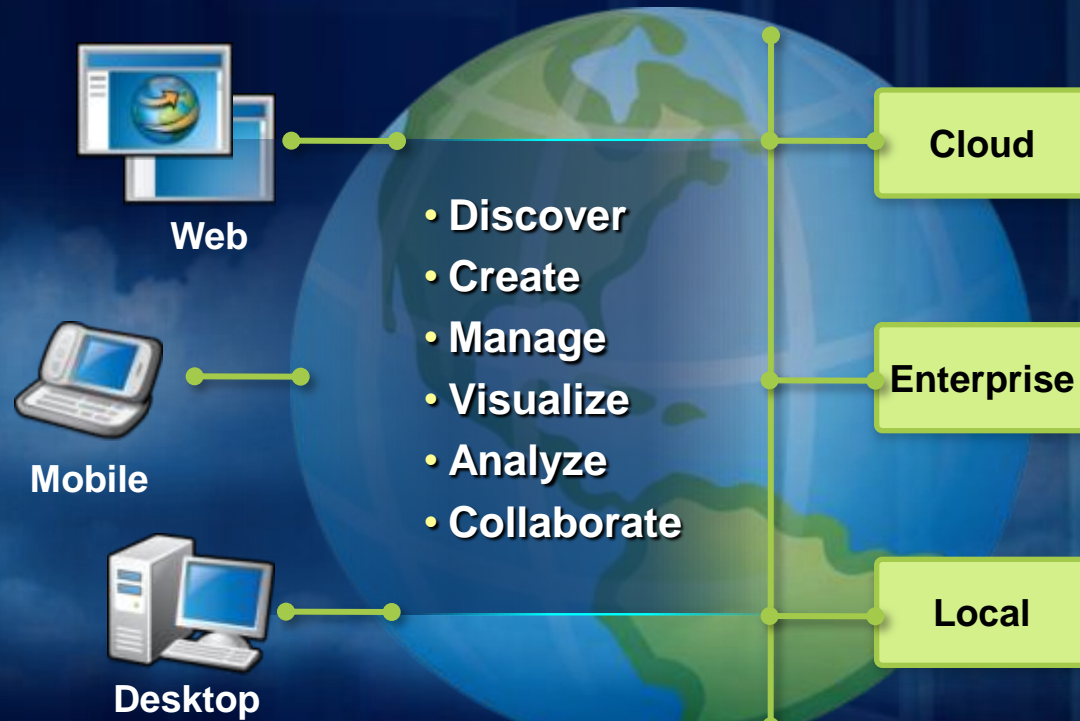 Web
Mobile
Desktop
• Discover
• Create
• Manage
• Visualize
• Analyze
• Collaborate
Cloud
Enterprise
Local